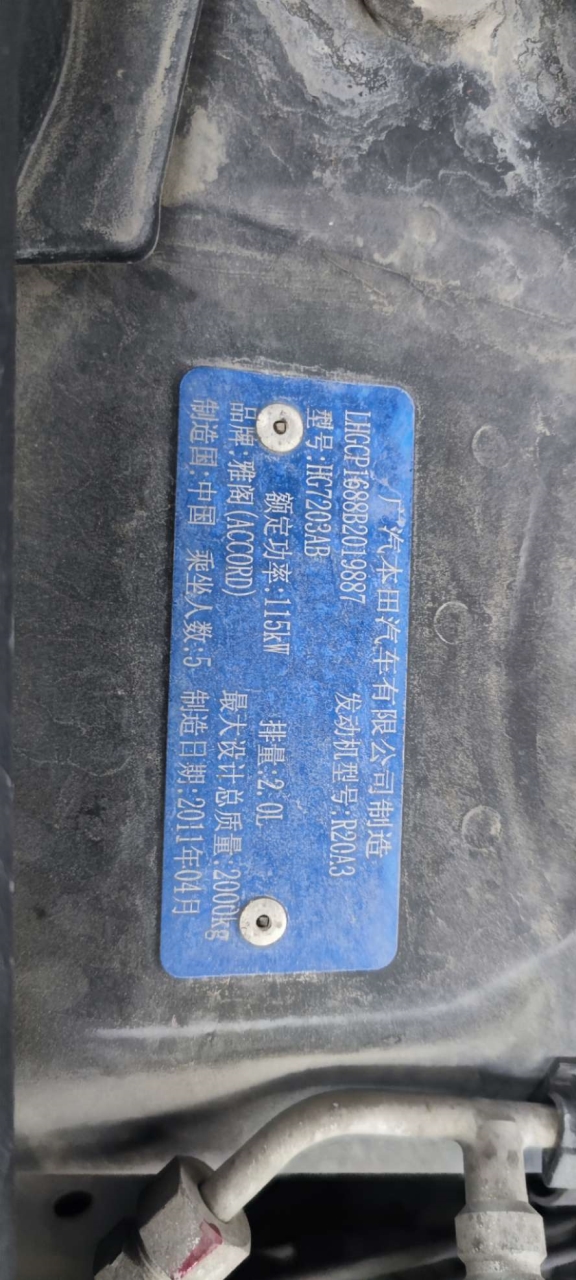 广汽本田汽车有限公司制造
LHGCP1688B2019887
发动机型号:R20A3
型号:HG7203AB
额定功率:115kW 排量:2.0L
品牌:雅阁(ACCORD) 最大设计总质量:2000kg
制造国:中国 乘坐人数:5 制造日期:2011年04月